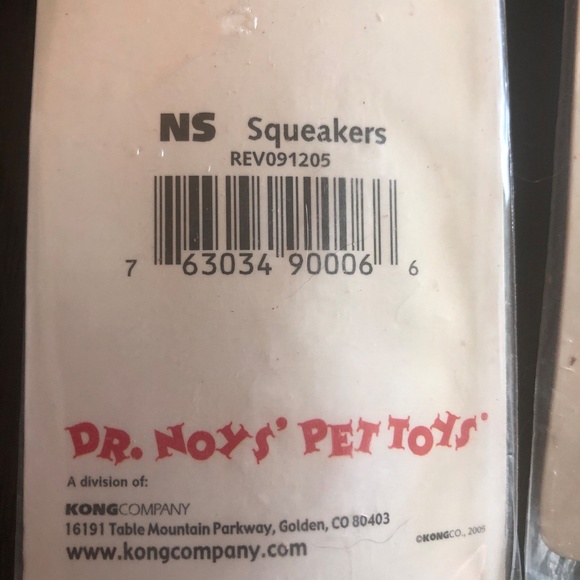 NS Squeakers
REV091205
7 63034 90006 6
DR. NOYS' PET TOYS
A division of:
KONGCOMPANY
16191 Table Mountain Parkway, Golden, CO 80403
www.kongcompany.com
©KONGCO., 2005